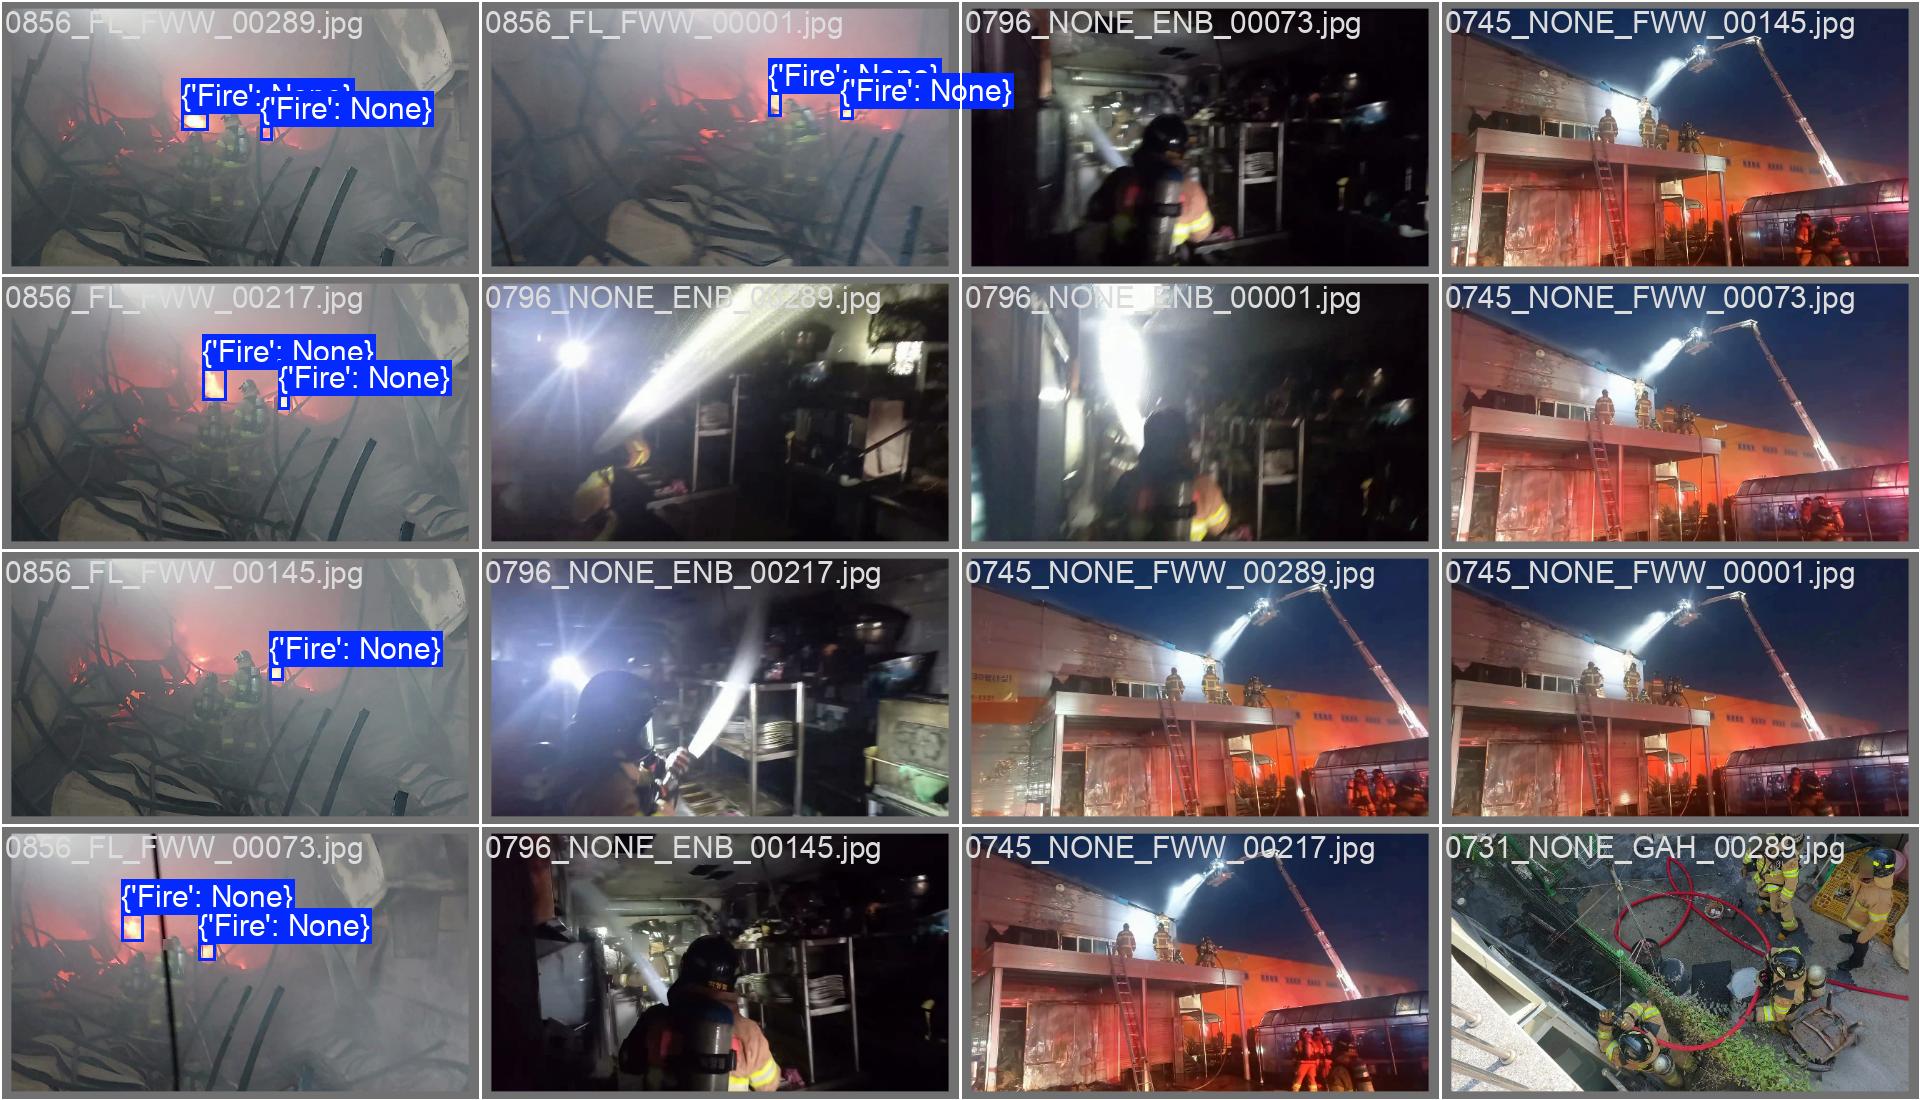 0856_FL_FWW_00289.jpg
{'Fire': None}
{'Fire': None}
0856_FL_FWW_00001.jpg
{'Fire': None}
{'Fire': None}
0796_NONE_ENB_00073.jpg
0745_NONE_FWW_00145.jpg
0856_FL_FWW_00217.jpg
{'Fire': None}
{'Fire': None}
0796_NONE_ENB_00289.jpg
0796_NONE_ENB_00001.jpg
0745_NONE_FWW_00073.jpg
0856_FL_FWW_00145.jpg
{'Fire': None}
0796_NONE_ENB_00217.jpg
0745_NONE_FWW_00289.jpg
0745_NONE_FWW_00001.jpg
0856_FL_FWW_00073.jpg
{'Fire': None}
{'Fire': None}
0796_NONE_ENB_00145.jpg
0745_NONE_FWW_00217.jpg
0731_NONE_GAH_00289.jpg